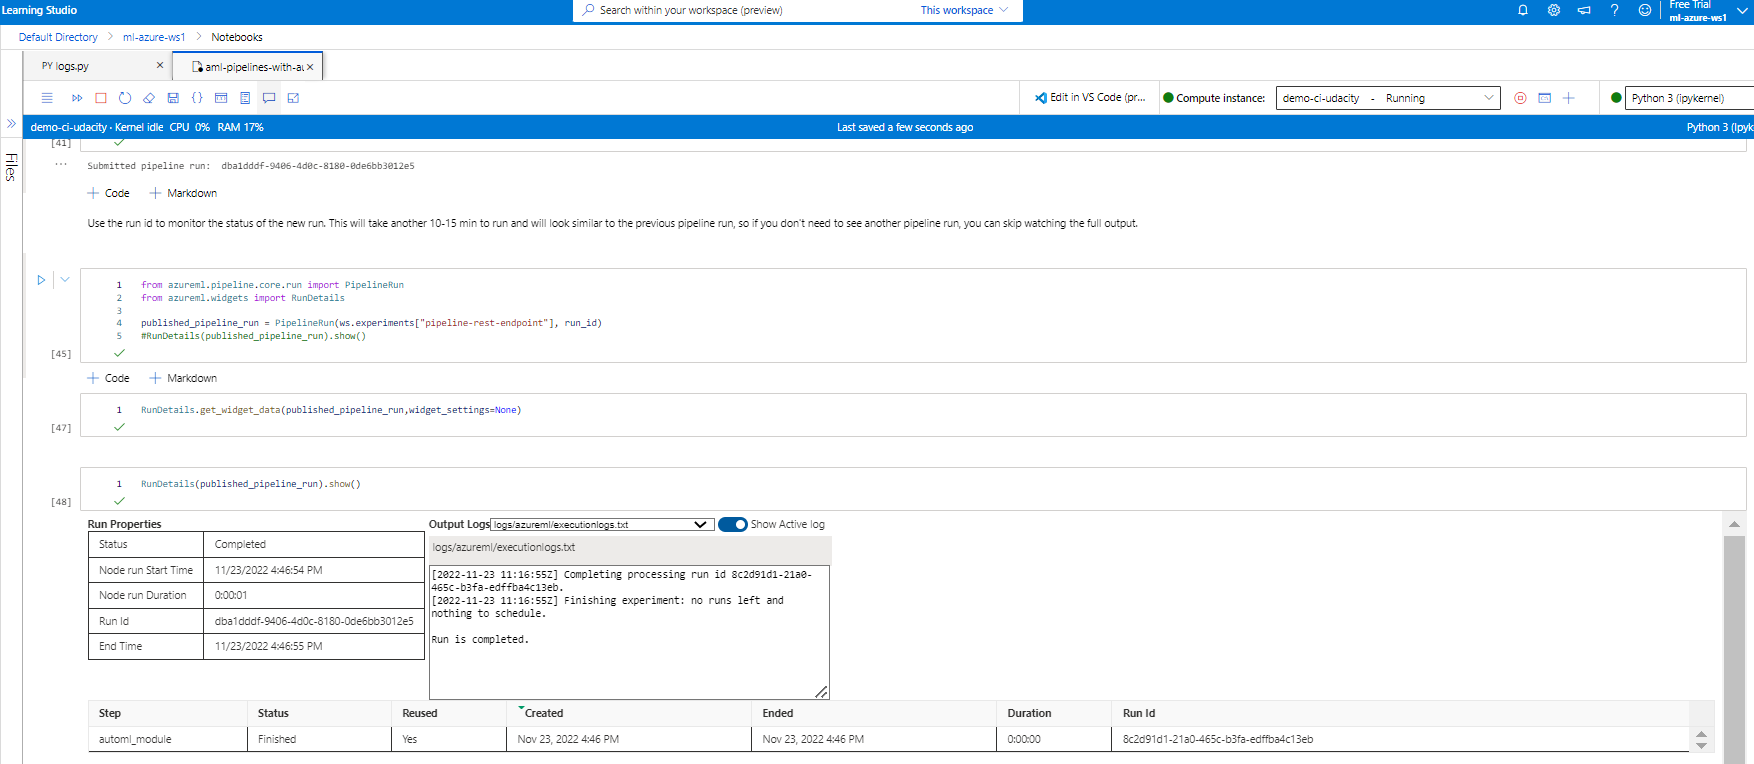 Learning Studio
Search within your workspace (preview)
This workspace
Free Trial
ml-azure-ws1
Default Directory > ml-azure-ws1 > Notebooks
PY logs.py ×
aml-pipelines-with-au ×
Edit in VS Code (pr...
Compute instance:
demo-ci-udacity - Running
Python 3 (ipykernel)
demo-ci-udacity · Kernel idle CPU 0% RAM 17%
Last saved a few seconds ago
Python 3 (ipyk
Files
[41]
... Submitted pipeline run: dba1dddf-9406-4d0c-8180-0de6bb3012e5
+ Code + Markdown
Use the run id to monitor the status of the new run. This will take another 10-15 min to run and will look similar to the previous pipeline run, so if you don't need to see another pipeline run, you can skip watching the full output.
1 from azureml.pipeline.core.run import PipelineRun
2 from azureml.widgets import RunDetails
3
4 published_pipeline_run = PipelineRun(ws.experiments["pipeline-rest-endpoint"], run_id)
5 #RunDetails(published_pipeline_run).show()
[45]
+ Code + Markdown
1 RunDetails.get_widget_data(published_pipeline_run,widget_settings=None)
[47]
1 RunDetails(published_pipeline_run).show()
[48]
Run Properties
Status Completed
Node run Start Time 11/23/2022 4:46:54 PM
Node run Duration 0:00:01
Run Id dba1dddf-9406-4d0c-8180-0de6bb3012e5
End Time 11/23/2022 4:46:55 PM
Output Logs logs/azureml/executionlogs.txt Show Active log
logs/azureml/executionlogs.txt
[2022-11-23 11:16:55Z] Completing processing run id 8c2d91d1-21a0-
465c-b3fa-edffba4c13eb.
[2022-11-23 11:16:55Z] Finishing experiment: no runs left and
nothing to schedule.
Run is completed.
Step Status Reused Created Ended Duration Run Id
automl_module Finished Yes Nov 23, 2022 4:46 PM Nov 23, 2022 4:46 PM 0:00:00 8c2d91d1-21a0-465c-b3fa-edffba4c13eb